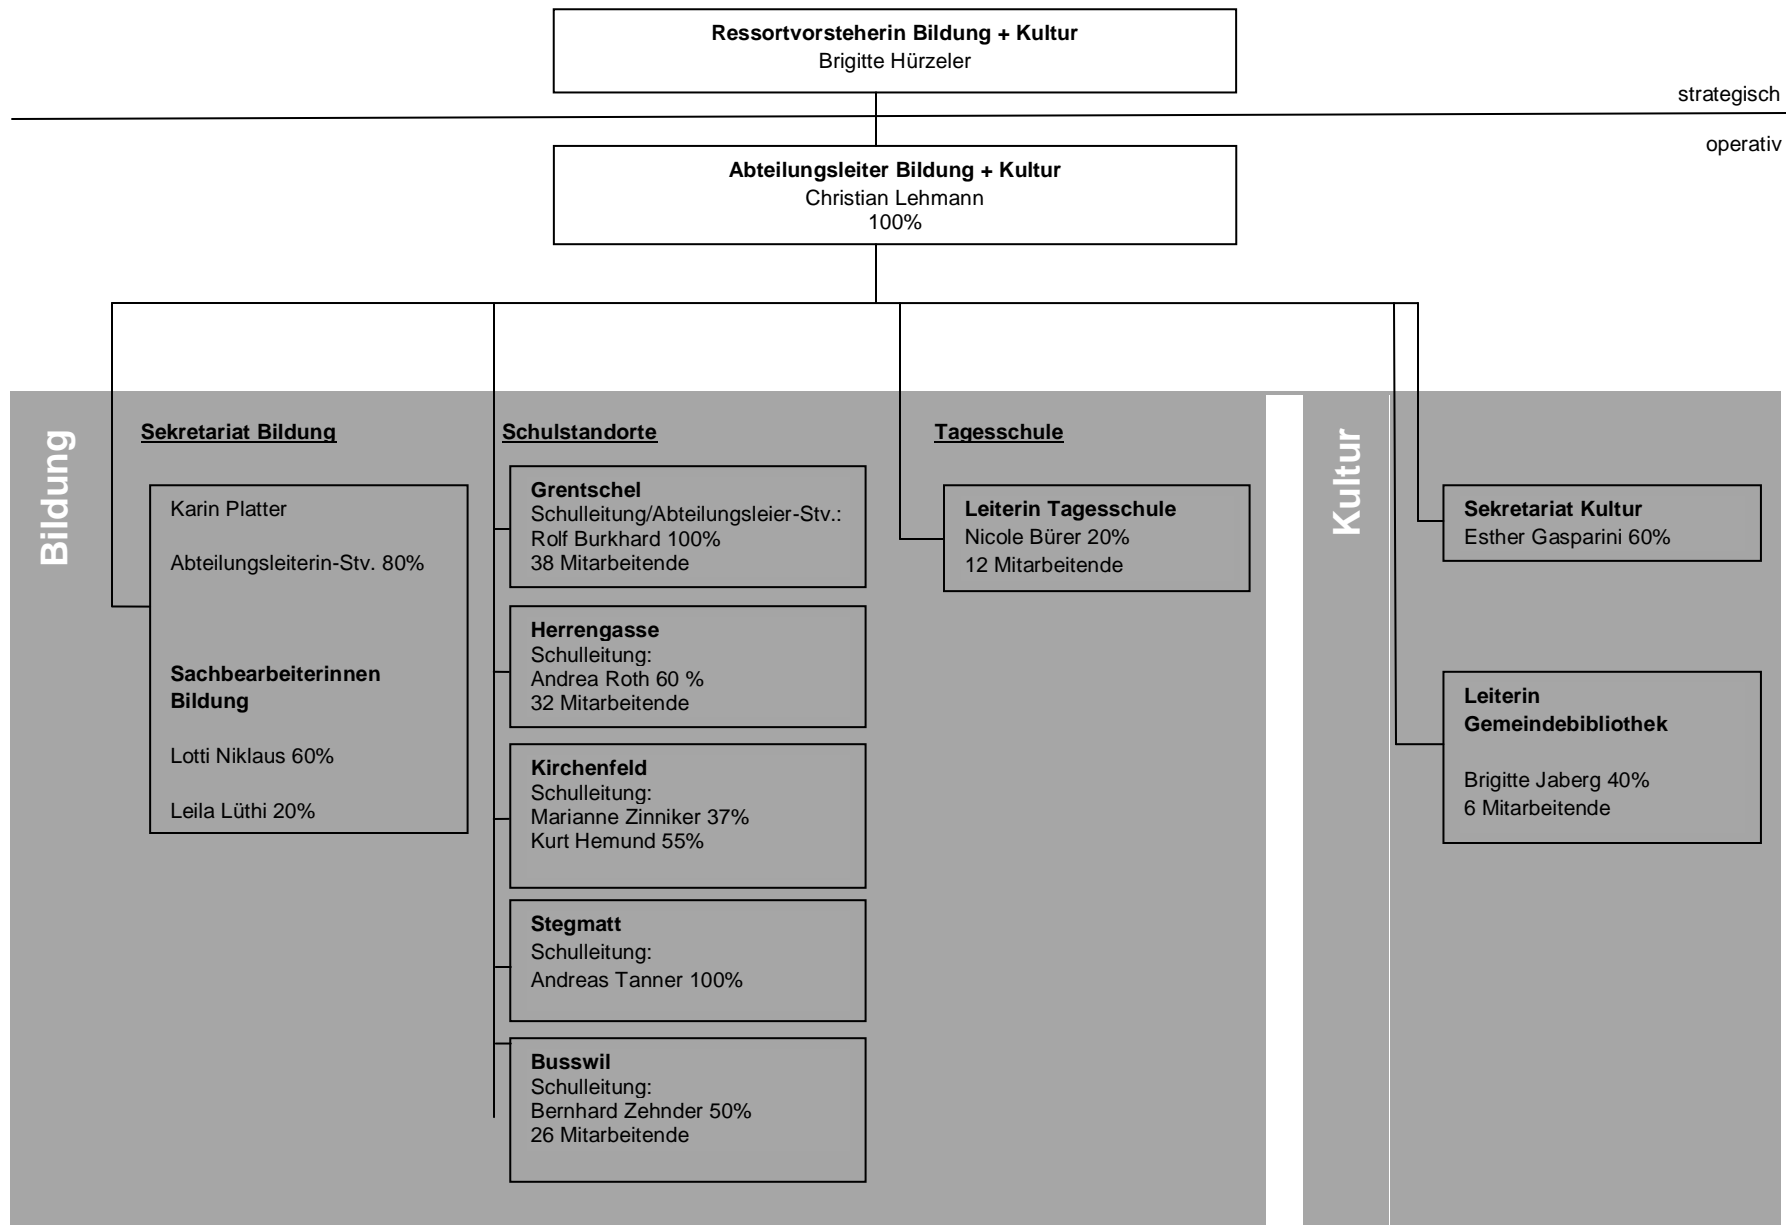 Ressortvorsteherin Bildung + Kultur
Brigitte Hürzeler
strategisch
operativ
Abteilungsleiter Bildung + Kultur
Christian Lehmann
100%
Bildung
Sekretariat Bildung
Karin Platter
Abteilungsleiterin-Stv. 80%
Sachbearbeiterinnen
Bildung
Lotti Niklaus 60%
Leila Lüthi 20%
Schulstandorte
Grentschel
Schulleitung/Abteilungsleier-Stv.:
Rolf Burkhard 100%
38 Mitarbeitende
Herrengasse
Schulleitung:
Andrea Roth 60 %
32 Mitarbeitende
Kirchenfeld
Schulleitung:
Marianne Zinniker 37%
Kurt Hemund 55%
Stegmatt
Schulleitung:
Andreas Tanner 100%
Busswil
Schulleitung:
Bernhard Zehnder 50%
26 Mitarbeitende
Tagesschule
Leiterin Tagesschule
Nicole Bürer 20%
12 Mitarbeitende
Kultur
Sekretariat Kultur
Esther Gasparini 60%
Leiterin
Gemeindebibliothek
Brigitte Jaberg 40%
6 Mitarbeitende